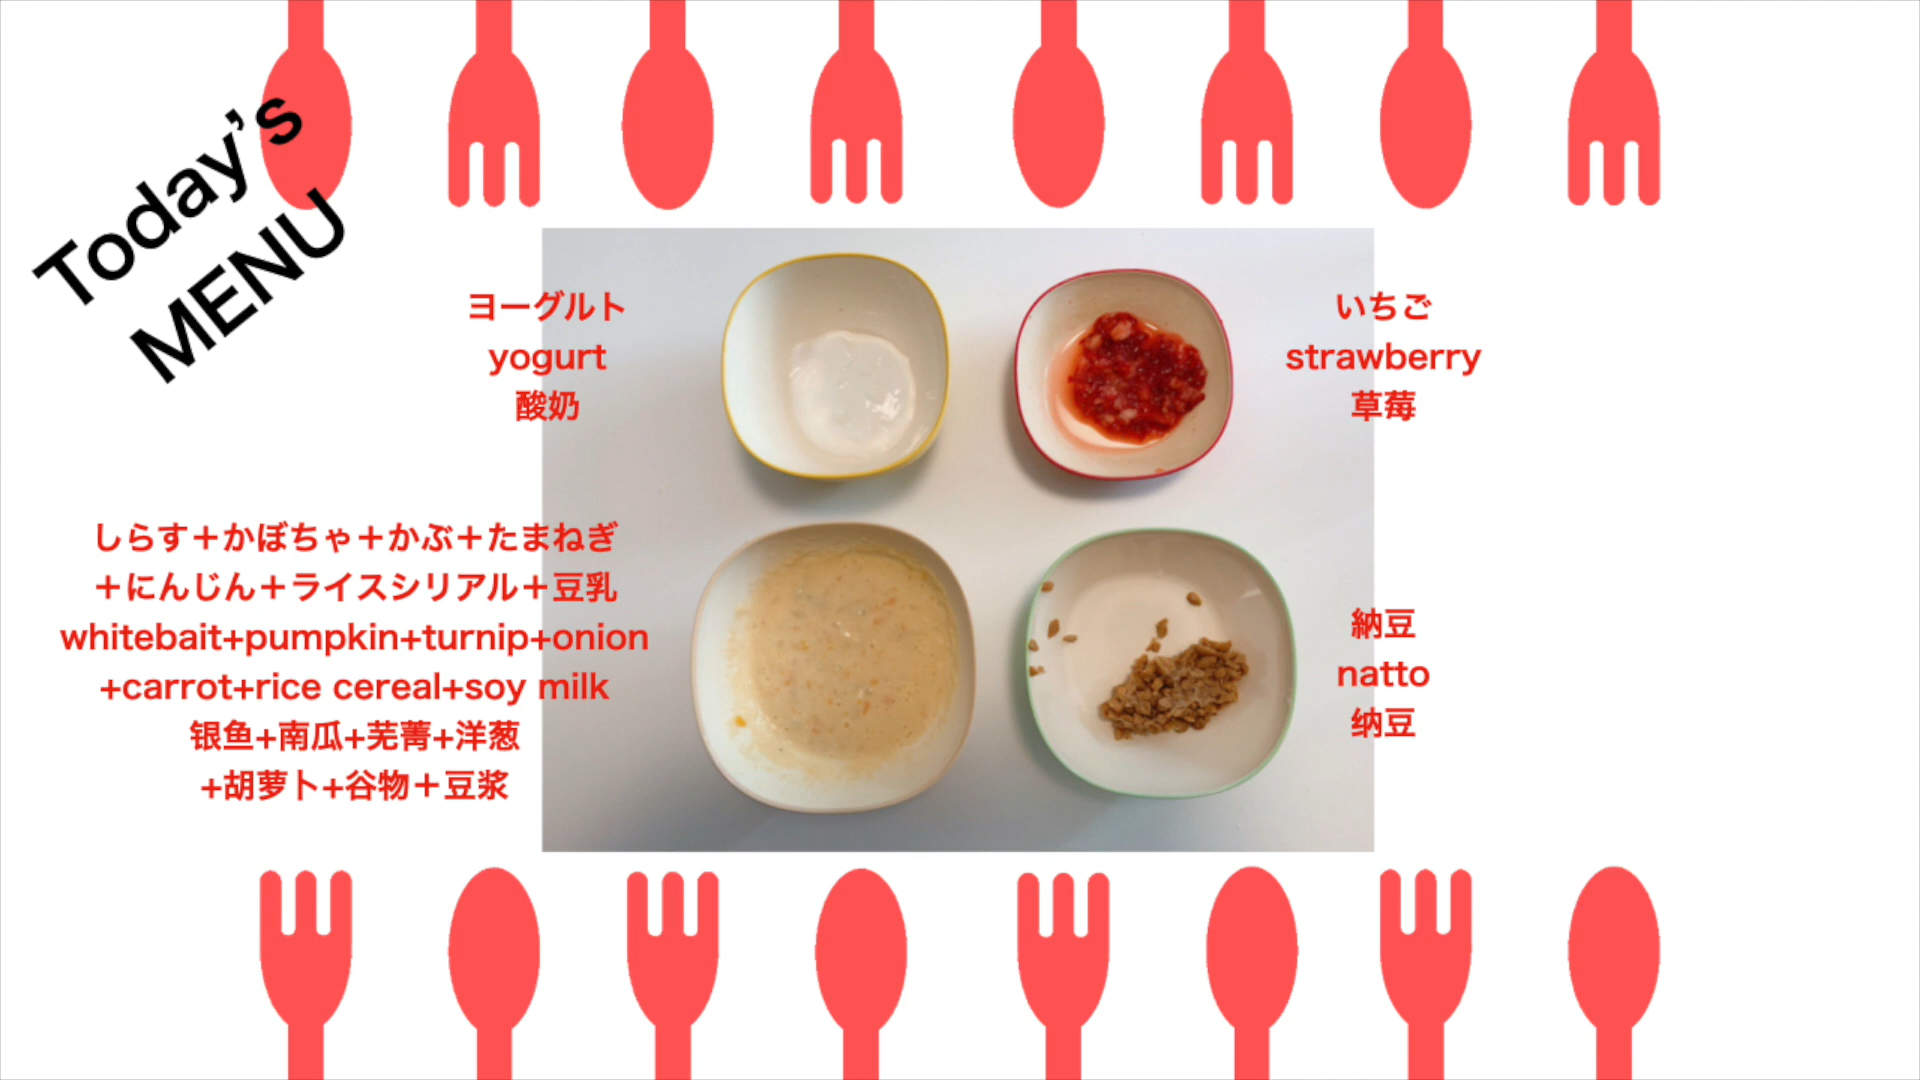 Today's
MENU
ヨーグルト
yogurt
酸奶
いちご
strawberry
草莓
しらす＋かぼちゃ＋かぶ＋たまねぎ
＋にんじん＋ライスシリアル＋豆乳
whitebait+pumpkin+turnip+onion
+carrot+rice cereal+soy milk
银鱼+南瓜+芜菁+洋葱
+胡萝卜+谷物＋豆浆
納豆
natto
纳豆